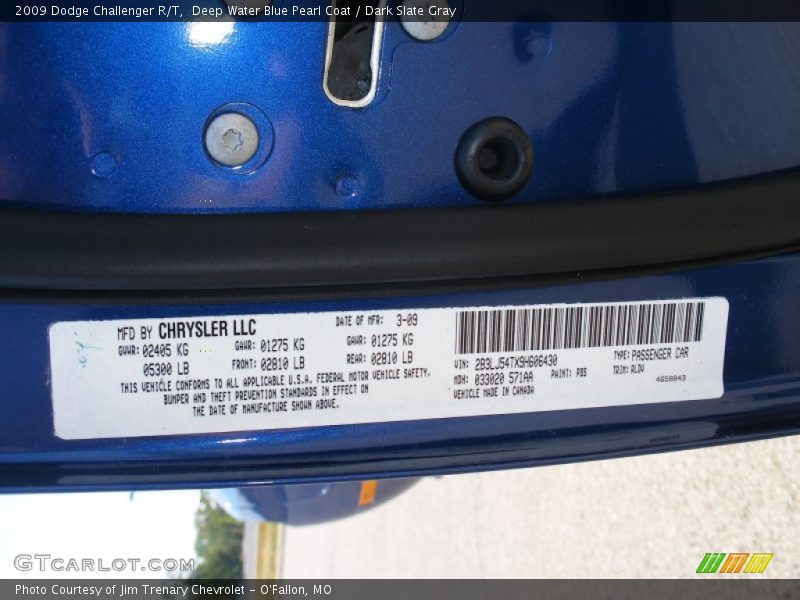 2009 Dodge Challenger R/T, Deep Water Blue Pearl Coat / Dark Slate Gray
MFD BY CHRYSLER LLC
DATE OF MFR: 3-09
GVWR: 02405 KG
GAWR: 01275 KG
GAWR: 01275 KG
05300 LB
FRONT: 02810 LB
REAR: 02810 LB
THIS VEHICLE CONFORMS TO ALL APPLICABLE U.S.A. FEDERAL MOTOR VEHICLE SAFETY,
BUMPER AND THEFT PREVENTION STANDARDS IN EFFECT ON
THE DATE OF MANUFACTURE SHOWN ABOVE.
VIN: 2B3LJ54TX9H606430
TYPE: PASSENGER CAR
MDH: 033020 571AA
PAINT: PBS
TRIM: RLDV
VEHICLE MADE IN CANADA
4658843
GTCARLOT.COM
Photo Courtesy of Jim Trenary Chevrolet - O'Fallon, MO